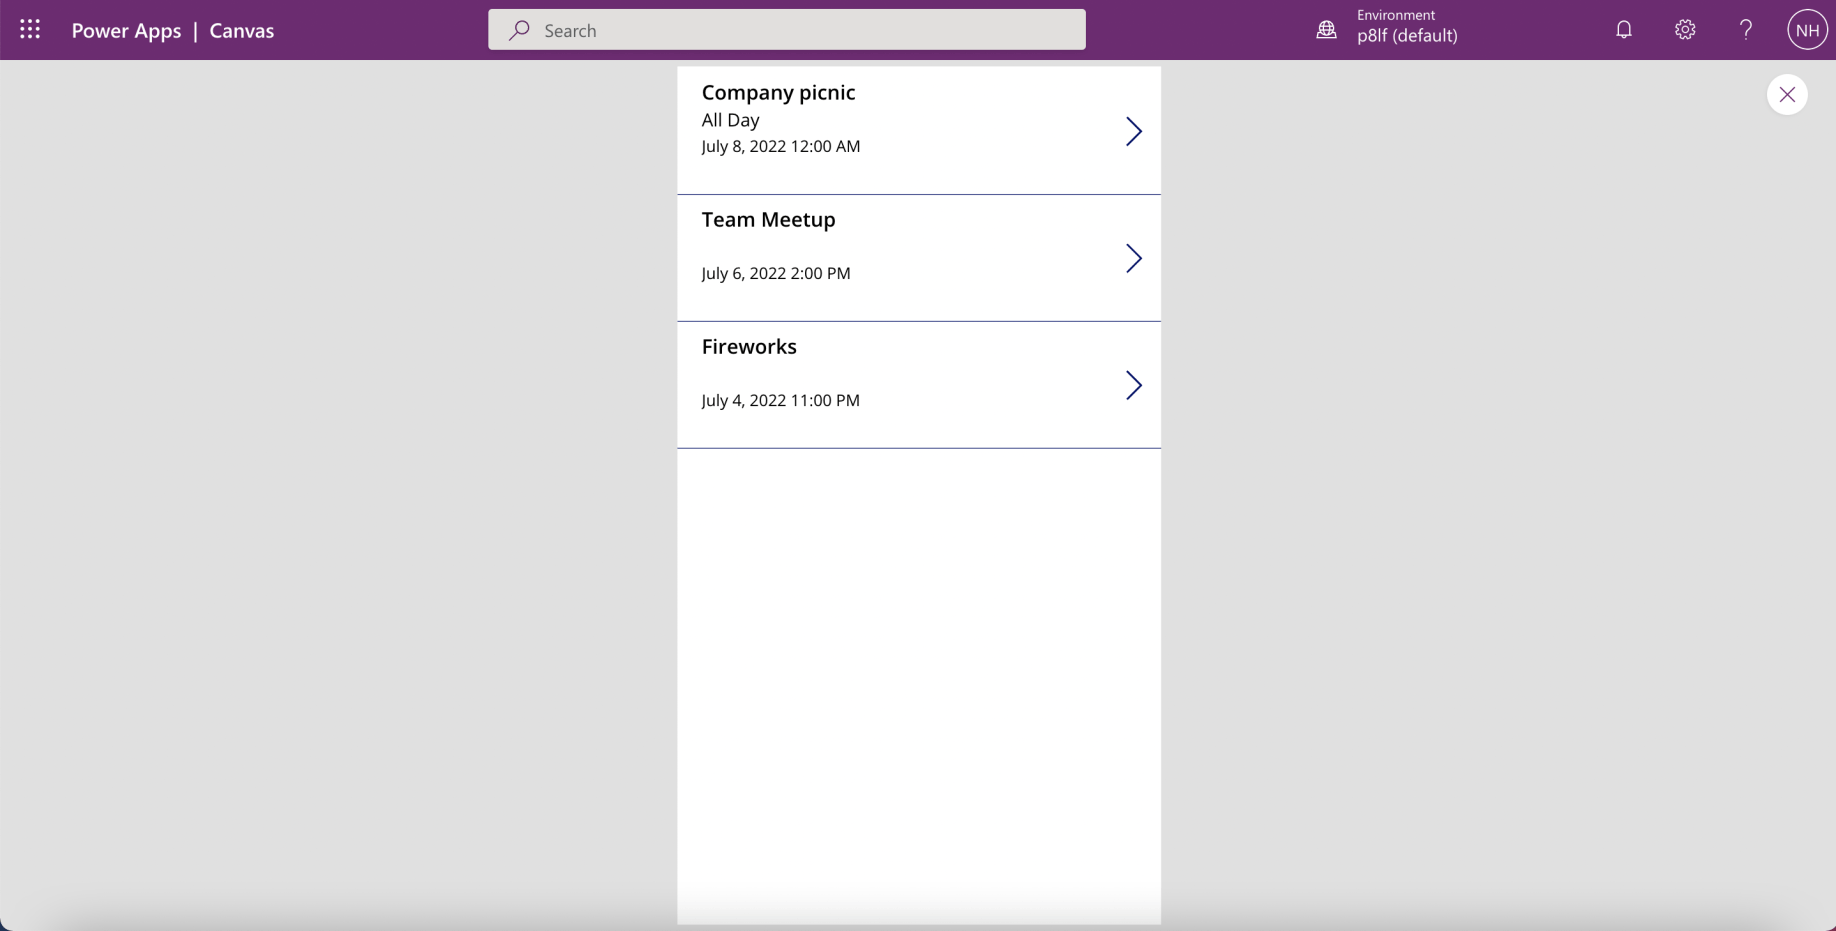 Power Apps | Canvas
Search
Environment
p8lf (default)
?
NH
Company picnic
All Day
July 8, 2022 12:00 AM
Team Meetup
July 6, 2022 2:00 PM
Fireworks
July 4, 2022 11:00 PM